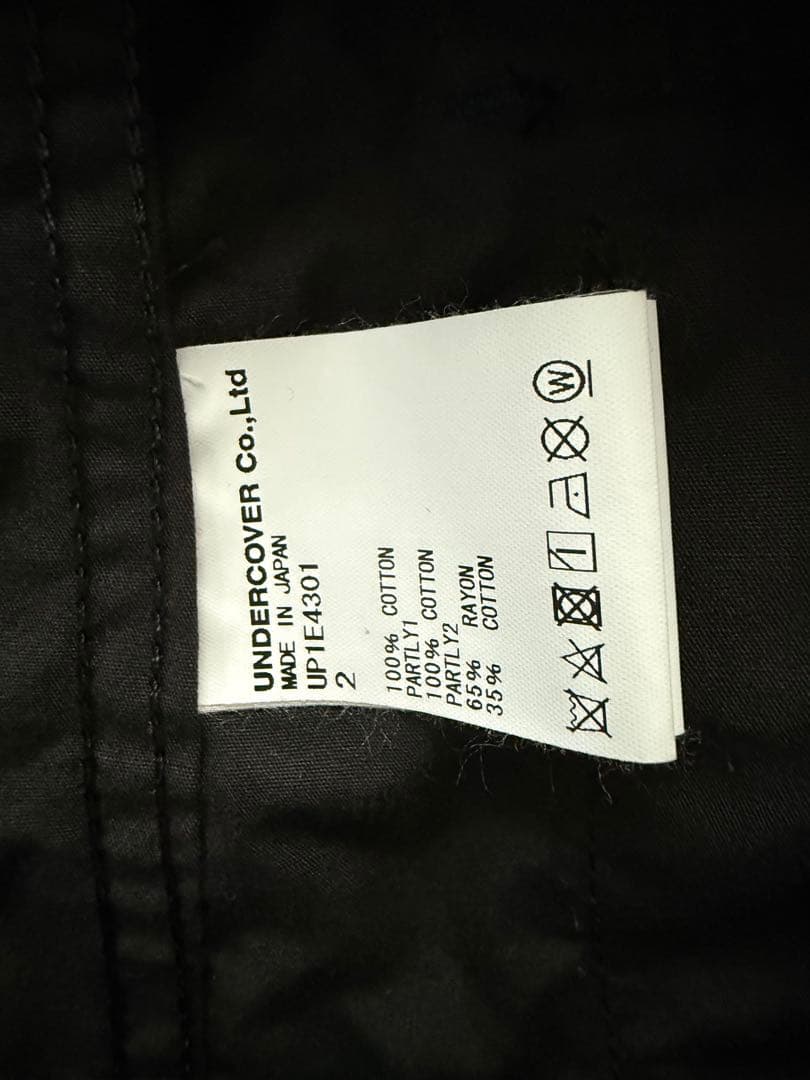 UNDERCOVER Co.,Ltd
MADE IN JAPAN
UP1E4301
2
100% COTTON
PARTLY1
100% COTTON
PARTLY2
65% RAYON
35% COTTON
W